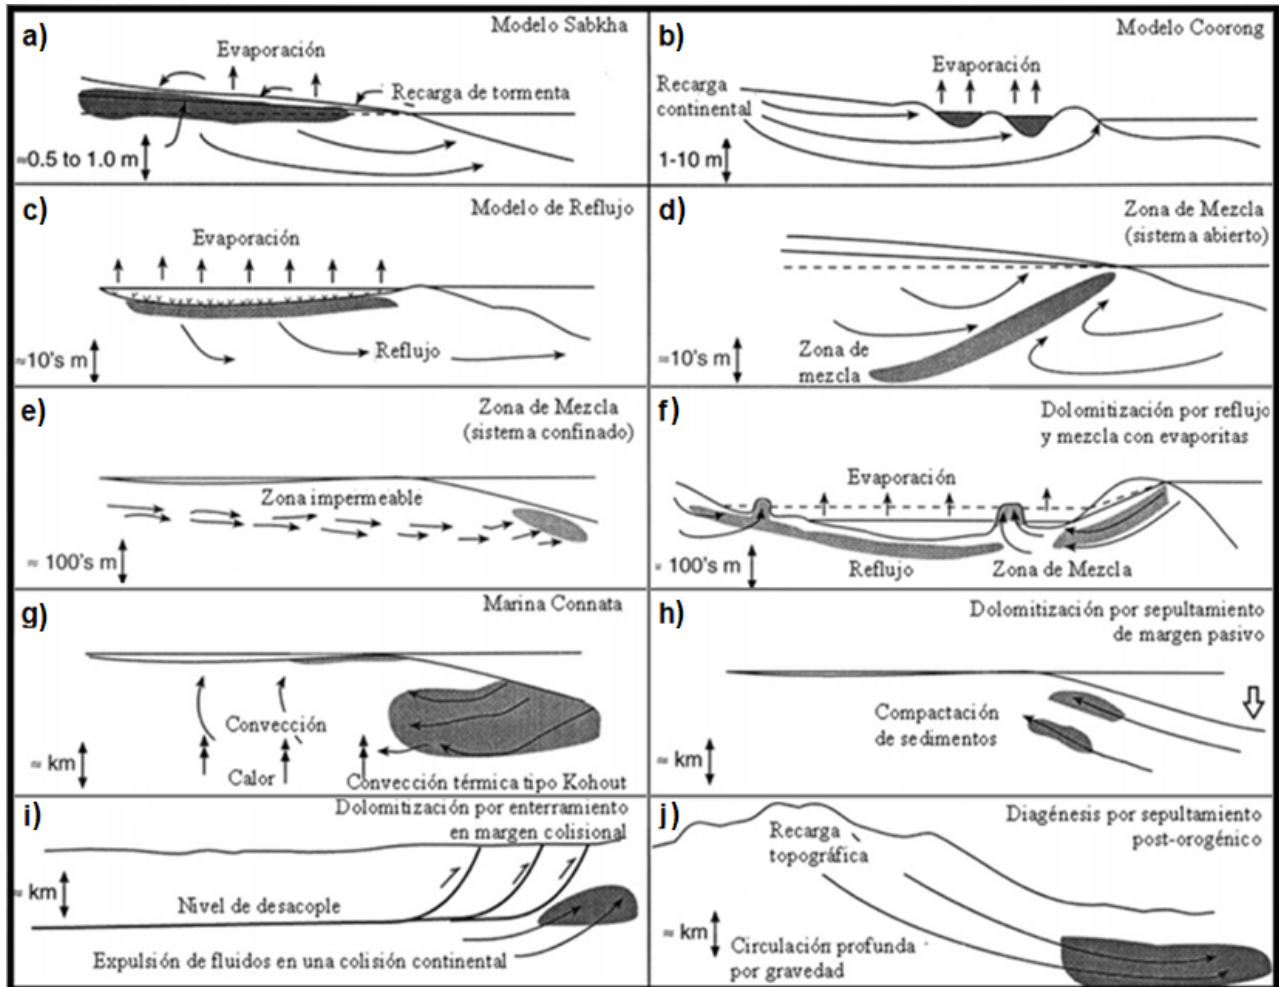 a)
Modelo Sabkha
Evaporación
Recarga de tormenta
≈0.5 to 1.0 m
b)
Modelo Coorong
Evaporación
Recarga
continental
1-10 m
c)
Modelo de Reflujo
Evaporación
Reflujo
≈10's m
d)
Zona de Mezcla
(sistema abierto)
Zona de
mezcla
≈10's m
e)
Zona de Mezcla
(sistema confinado)
Zona impermeable
≈ 100's m
f)
Dolomitización por reflujo
y mezcla con evaporitas
Evaporación
Reflujo
Zona de Mezcla
≈ 100's m
g)
Marina Connata
Convección
Calor
Convección térmica tipo Kohout
≈ km
h)
Dolomitización por sepultamiento
de margen pasivo
Compactación
de sedimentos
≈ km
i)
Dolomitización por enterramiento
en margen colisional
≈ km
Nivel de desacople
Expulsión de fluidos en una colisión continental
j)
Diagénesis por sepultamiento
post-orogénico
Recarga
topográfica
≈ km
Circulación profunda
por gravedad